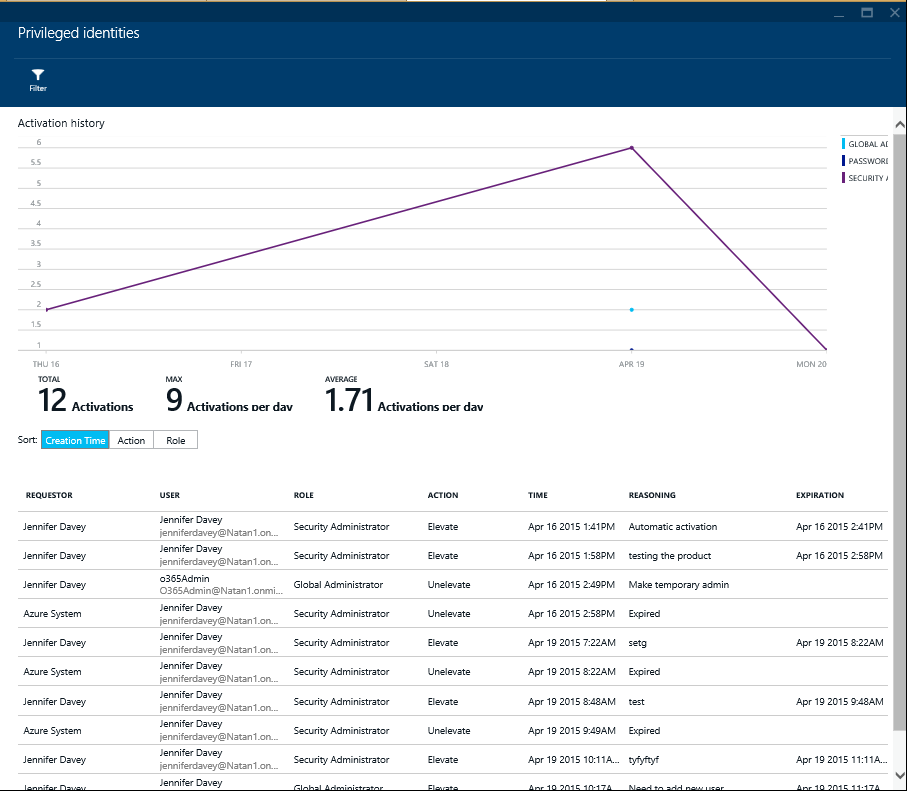 Privileged identities
Filter
Activation history
6
5.5
5
4.5
4
3.5
3
2.5
2
1.5
1
GLOBAL AD
PASSWORD
SECURITY A
THU 16 FRI 17 SAT 18 APR 19 MON 20
TOTAL MAX AVERAGE
12 Activations 9 Activations per day 1.71 Activations per day
Sort: Creation Time Action Role
REQUESTOR USER ROLE ACTION TIME REASONING EXPIRATION
Jennifer Davey Jennifer Davey Security Administrator Elevate Apr 16 2015 1:41PM Automatic activation Apr 16 2015 2:41PM
jenniferdavey@Natan1.on...
Jennifer Davey Jennifer Davey Security Administrator Elevate Apr 16 2015 1:58PM testing the product Apr 16 2015 2:58PM
jenniferdavey@Natan1.on...
Jennifer Davey o365Admin Global Administrator Unelevate Apr 16 2015 2:49PM Make temporary admin
O365Admin@Natan1.onmi...
Azure System Jennifer Davey Security Administrator Unelevate Apr 16 2015 2:58PM Expired
jenniferdavey@Natan1.on...
Jennifer Davey Jennifer Davey Security Administrator Elevate Apr 19 2015 7:22AM setg Apr 19 2015 8:22AM
jenniferdavey@Natan1.on...
Azure System Jennifer Davey Security Administrator Unelevate Apr 19 2015 8:22AM Expired
jenniferdavey@Natan1.on...
Jennifer Davey Jennifer Davey Security Administrator Elevate Apr 19 2015 8:48AM test Apr 19 2015 9:48AM
jenniferdavey@Natan1.on...
Azure System Jennifer Davey Security Administrator Unelevate Apr 19 2015 9:49AM Expired
jenniferdavey@Natan1.on...
Jennifer Davey Jennifer Davey Security Administrator Elevate Apr 19 2015 10:11A... tyfyftyf Apr 19 2015 11:11A...
jenniferdavey@Natan1.on...
Jennifer Davey Jennifer Davey Global Administrator Elevate Apr 19 2015 10:17A... Need to add new user Apr 19 2015 11:17A...